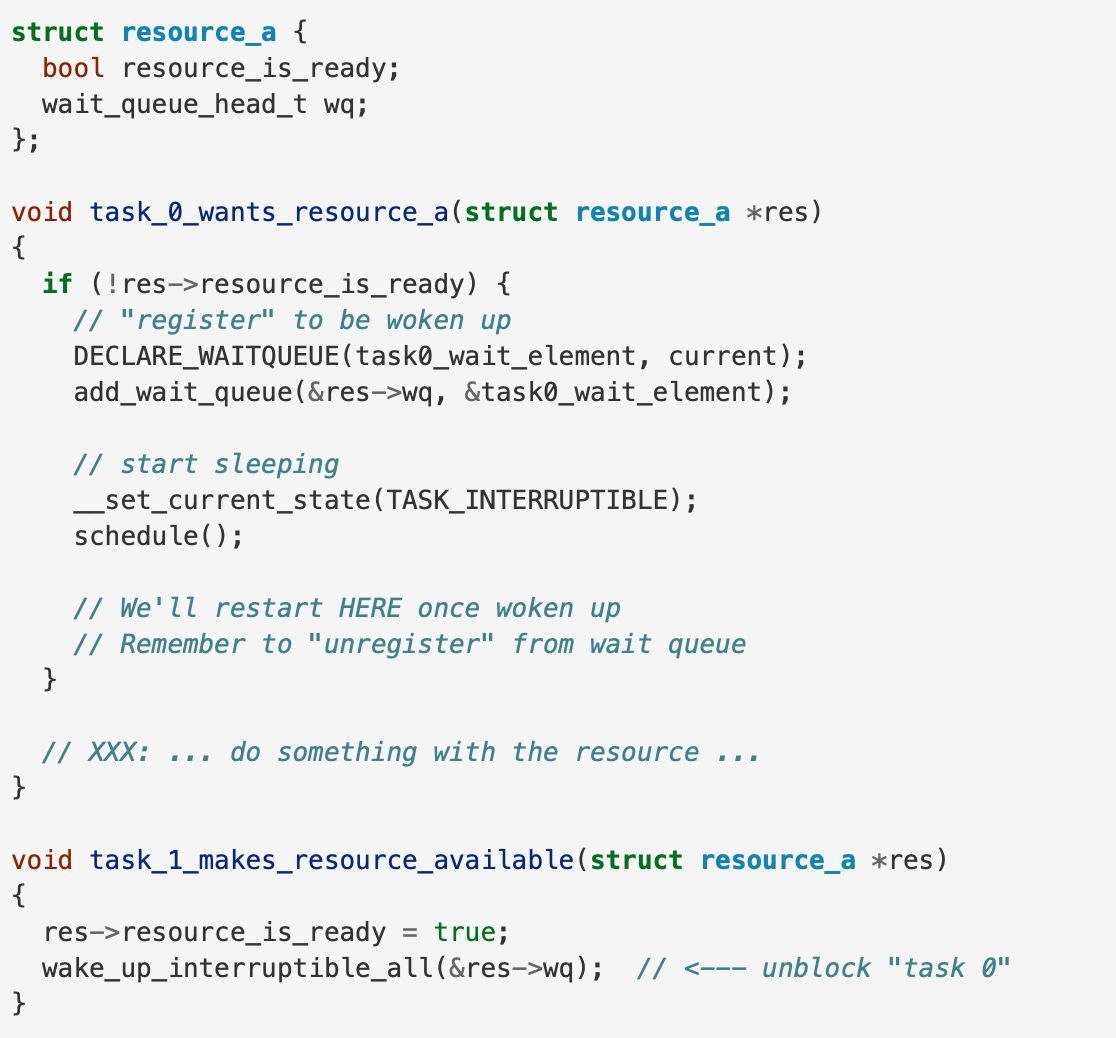 struct resource_a {
  bool resource_is_ready;
  wait_queue_head_t wq;
};

void task_0_wants_resource_a(struct resource_a *res)
{
  if (!res->resource_is_ready) {
    // "register" to be woken up
    DECLARE_WAITQUEUE(task0_wait_element, current);
    add_wait_queue(&res->wq, &task0_wait_element);

    // start sleeping
    __set_current_state(TASK_INTERRUPTIBLE);
    schedule();

    // We'll restart HERE once woken up
    // Remember to "unregister" from wait queue
  }

  // XXX: ... do something with the resource ...
}

void task_1_makes_resource_available(struct resource_a *res)
{
  res->resource_is_ready = true;
  wake_up_interruptible_all(&res->wq);  // <--- unblock "task 0"
}